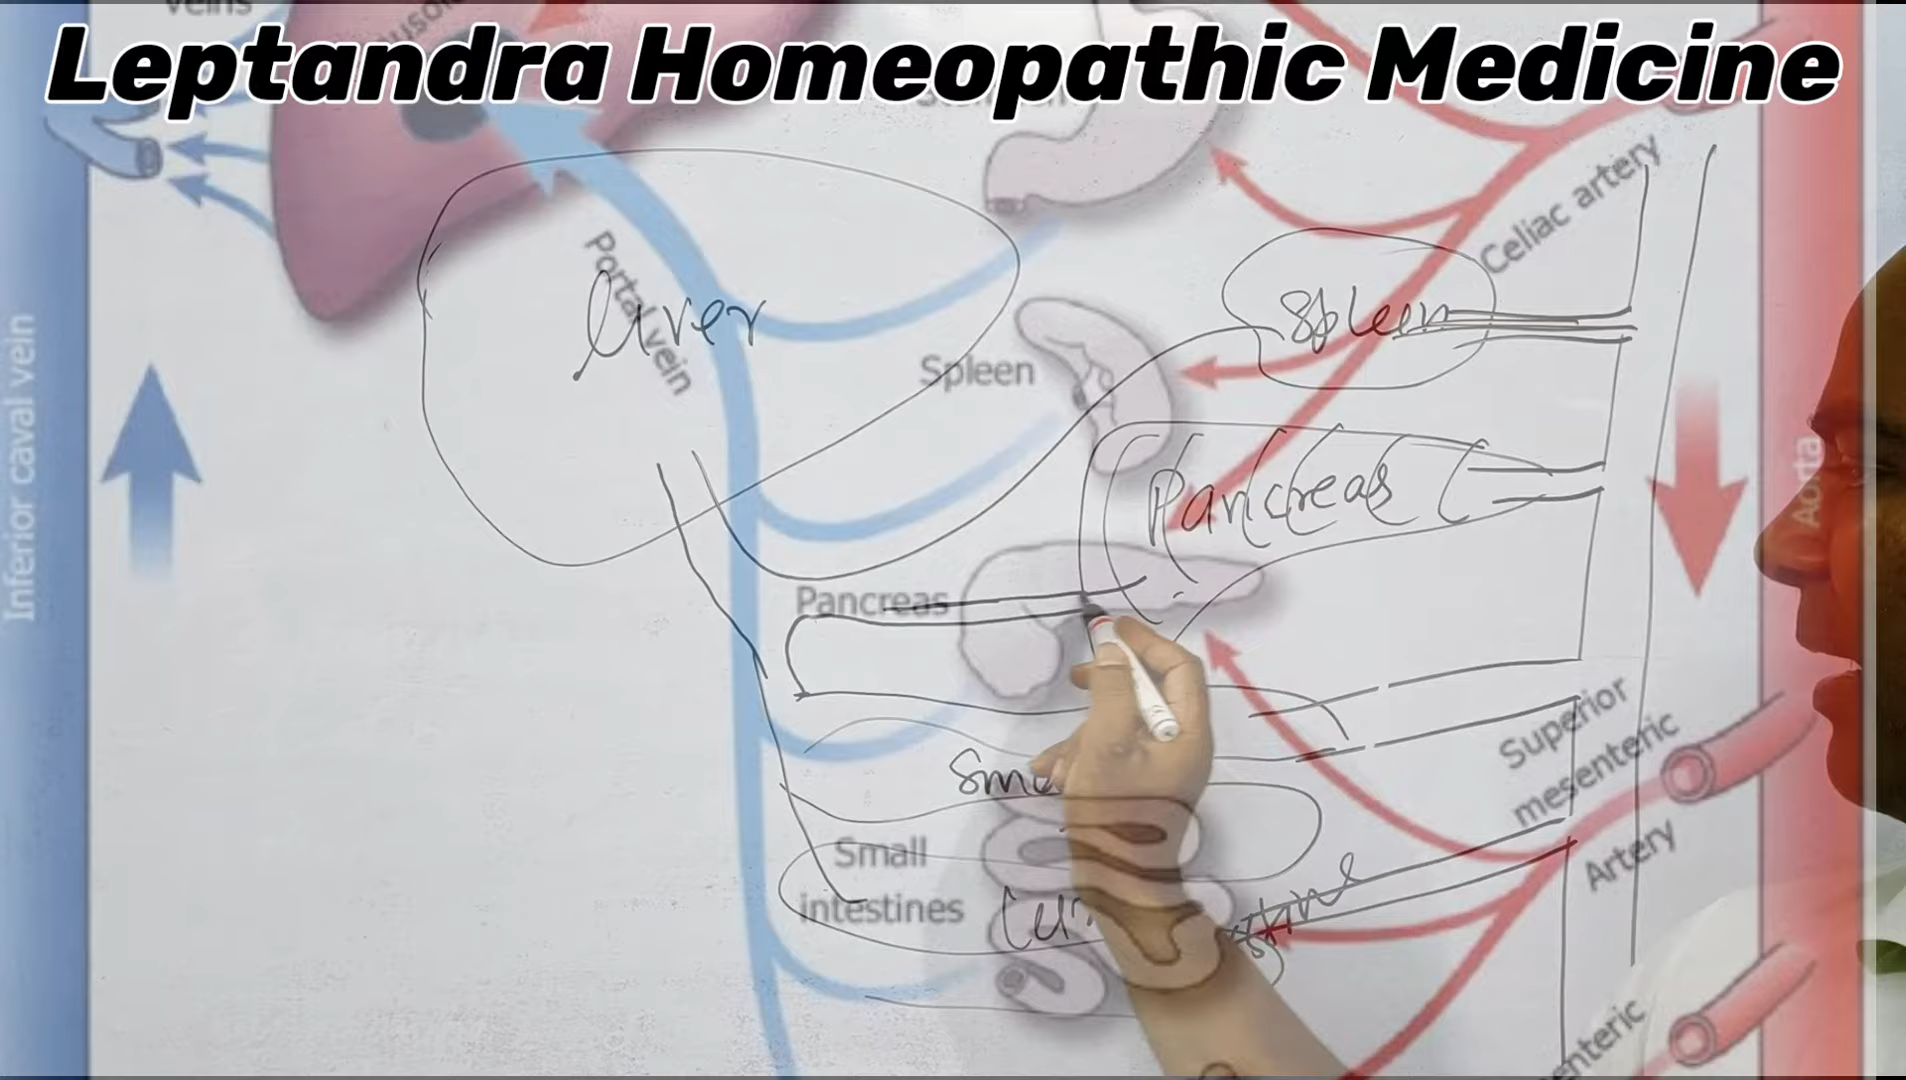 veins
Leptandra Homeopathic Medicine
Celiac artery
Portal vein
liver
Spleen
Spleen
Pancreas
Pancreas
Inferior caval vein
Aorta
Superior
mesenteric
Artery
Small
intestines